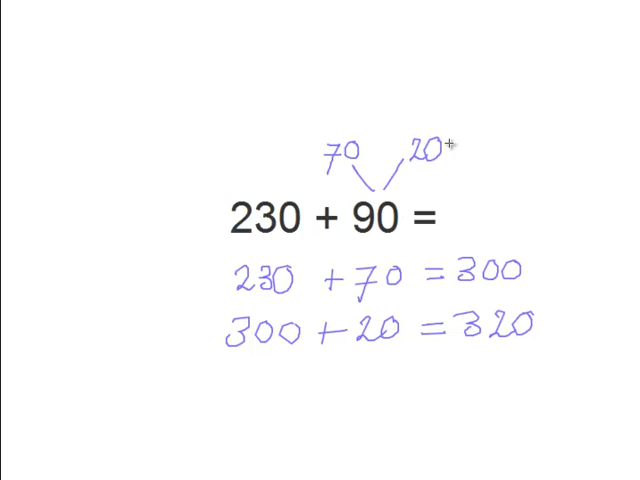 70 20
230 + 90 =
230 + 70 = 300
300 + 20 = 320